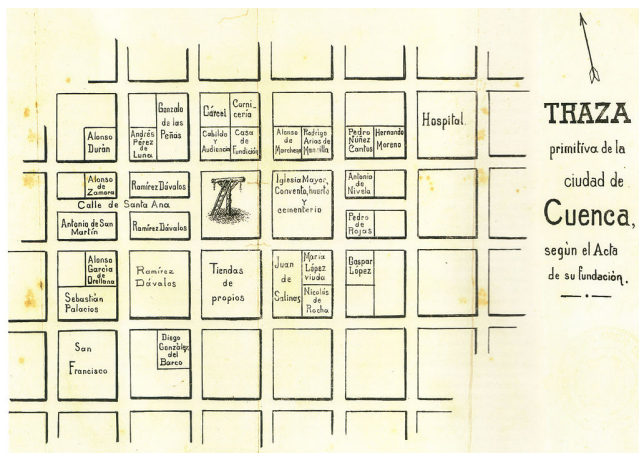 TRAZA
primitiva de la
ciudad de
Cuenca,
según el Acta
de su fundación.
Alonso
Durán
Andrés
Pérez
de
Luna
Gonzalo
de las
Peñas
Cárcel
Carni-
cería
Cabildo
y
Audiencia
Casa
de
Fundición
Alonso
de
Marchena
Rodrigo
Arias de
Mansilla
Pedro
Núñez
Cantos
Hernando
Moreno
Hospital.
Alonso
de
Zamora
Ramírez Dávalos
Iglesia Mayor,
Convento, huerto
y
cementerio
Antonio
de
Nivela
Calle de Santa Ana
Antonio de San
Martín
Ramírez Dávalos
Pedro
de
Rojas
Alonso
García
de
Orellana
Sebastián
Palacios
Ramírez
Dávalos
Tiendas
de
propios
Juan
de
Salines
María
López
viuda
Nicolás
de
Rocha
Gaspar
López
San
Francisco
Diego
González
del
Barco